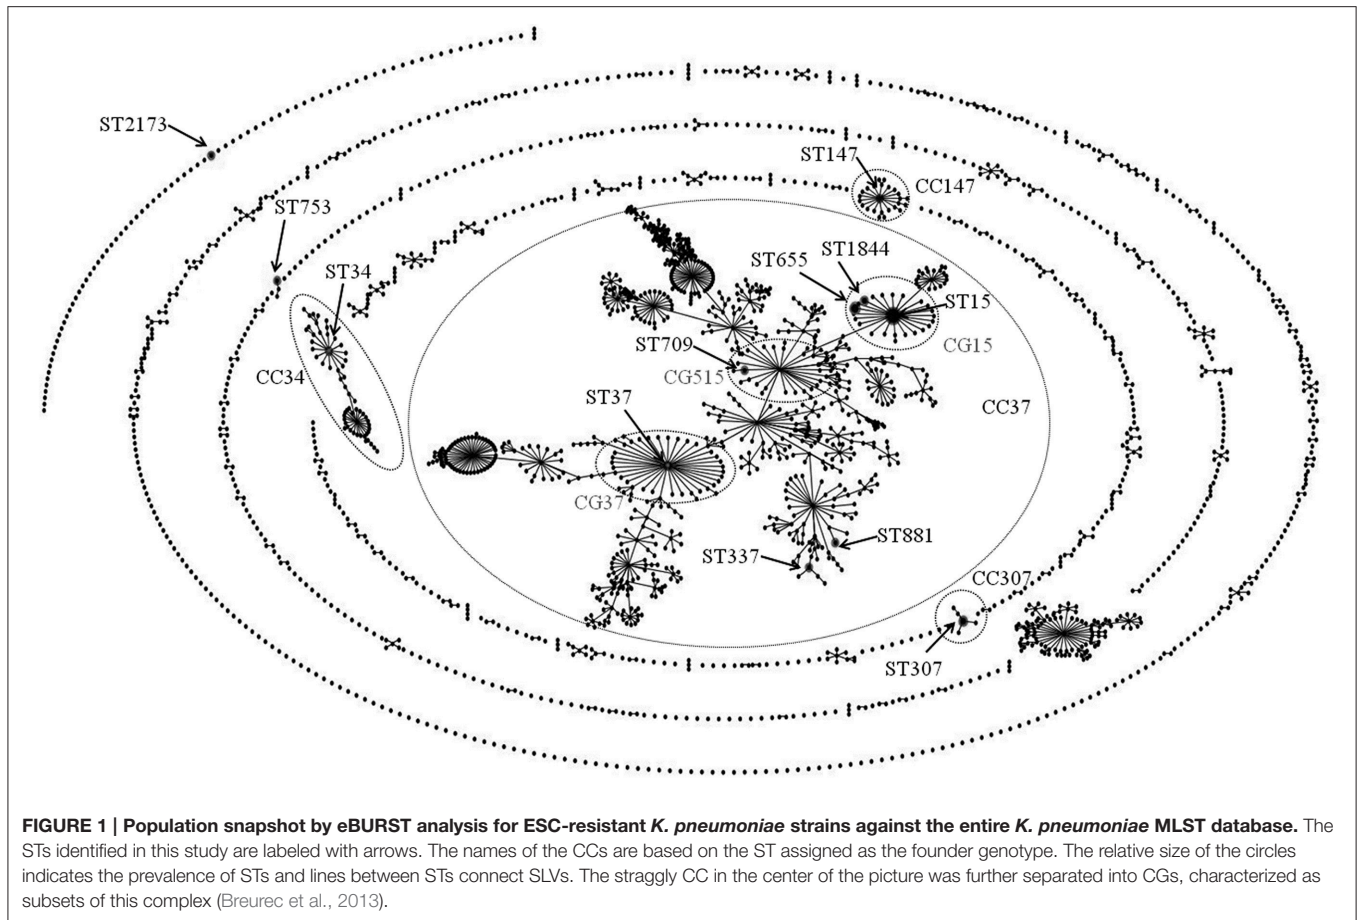 ST2173
ST147
CC147
ST753
ST1844
ST655
ST34
ST15
ST709
CG15
CG515
CC34
ST37
CC37
CG37
ST881
ST337
CC307
ST307
FIGURE 1 | Population snapshot by eBURST analysis for ESC-resistant K. pneumoniae strains against the entire K. pneumoniae MLST database. The
STs identified in this study are labeled with arrows. The names of the CCs are based on the ST assigned as the founder genotype. The relative size of the circles
indicates the prevalence of STs and lines between STs connect SLVs. The straggly CC in the center of the picture was further separated into CGs, characterized as
subsets of this complex (Breurec et al., 2013).